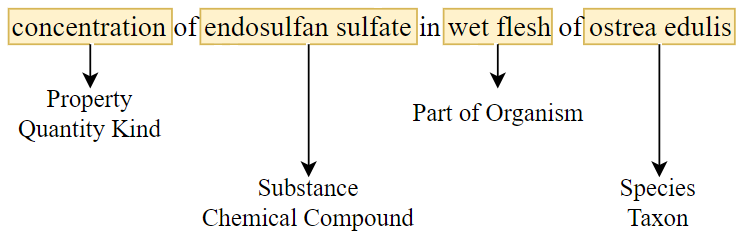 concentration of endosulfan sulfate in wet flesh of ostrea edulis
Property
Quantity Kind
Part of Organism
Substance
Chemical Compound
Species
Taxon